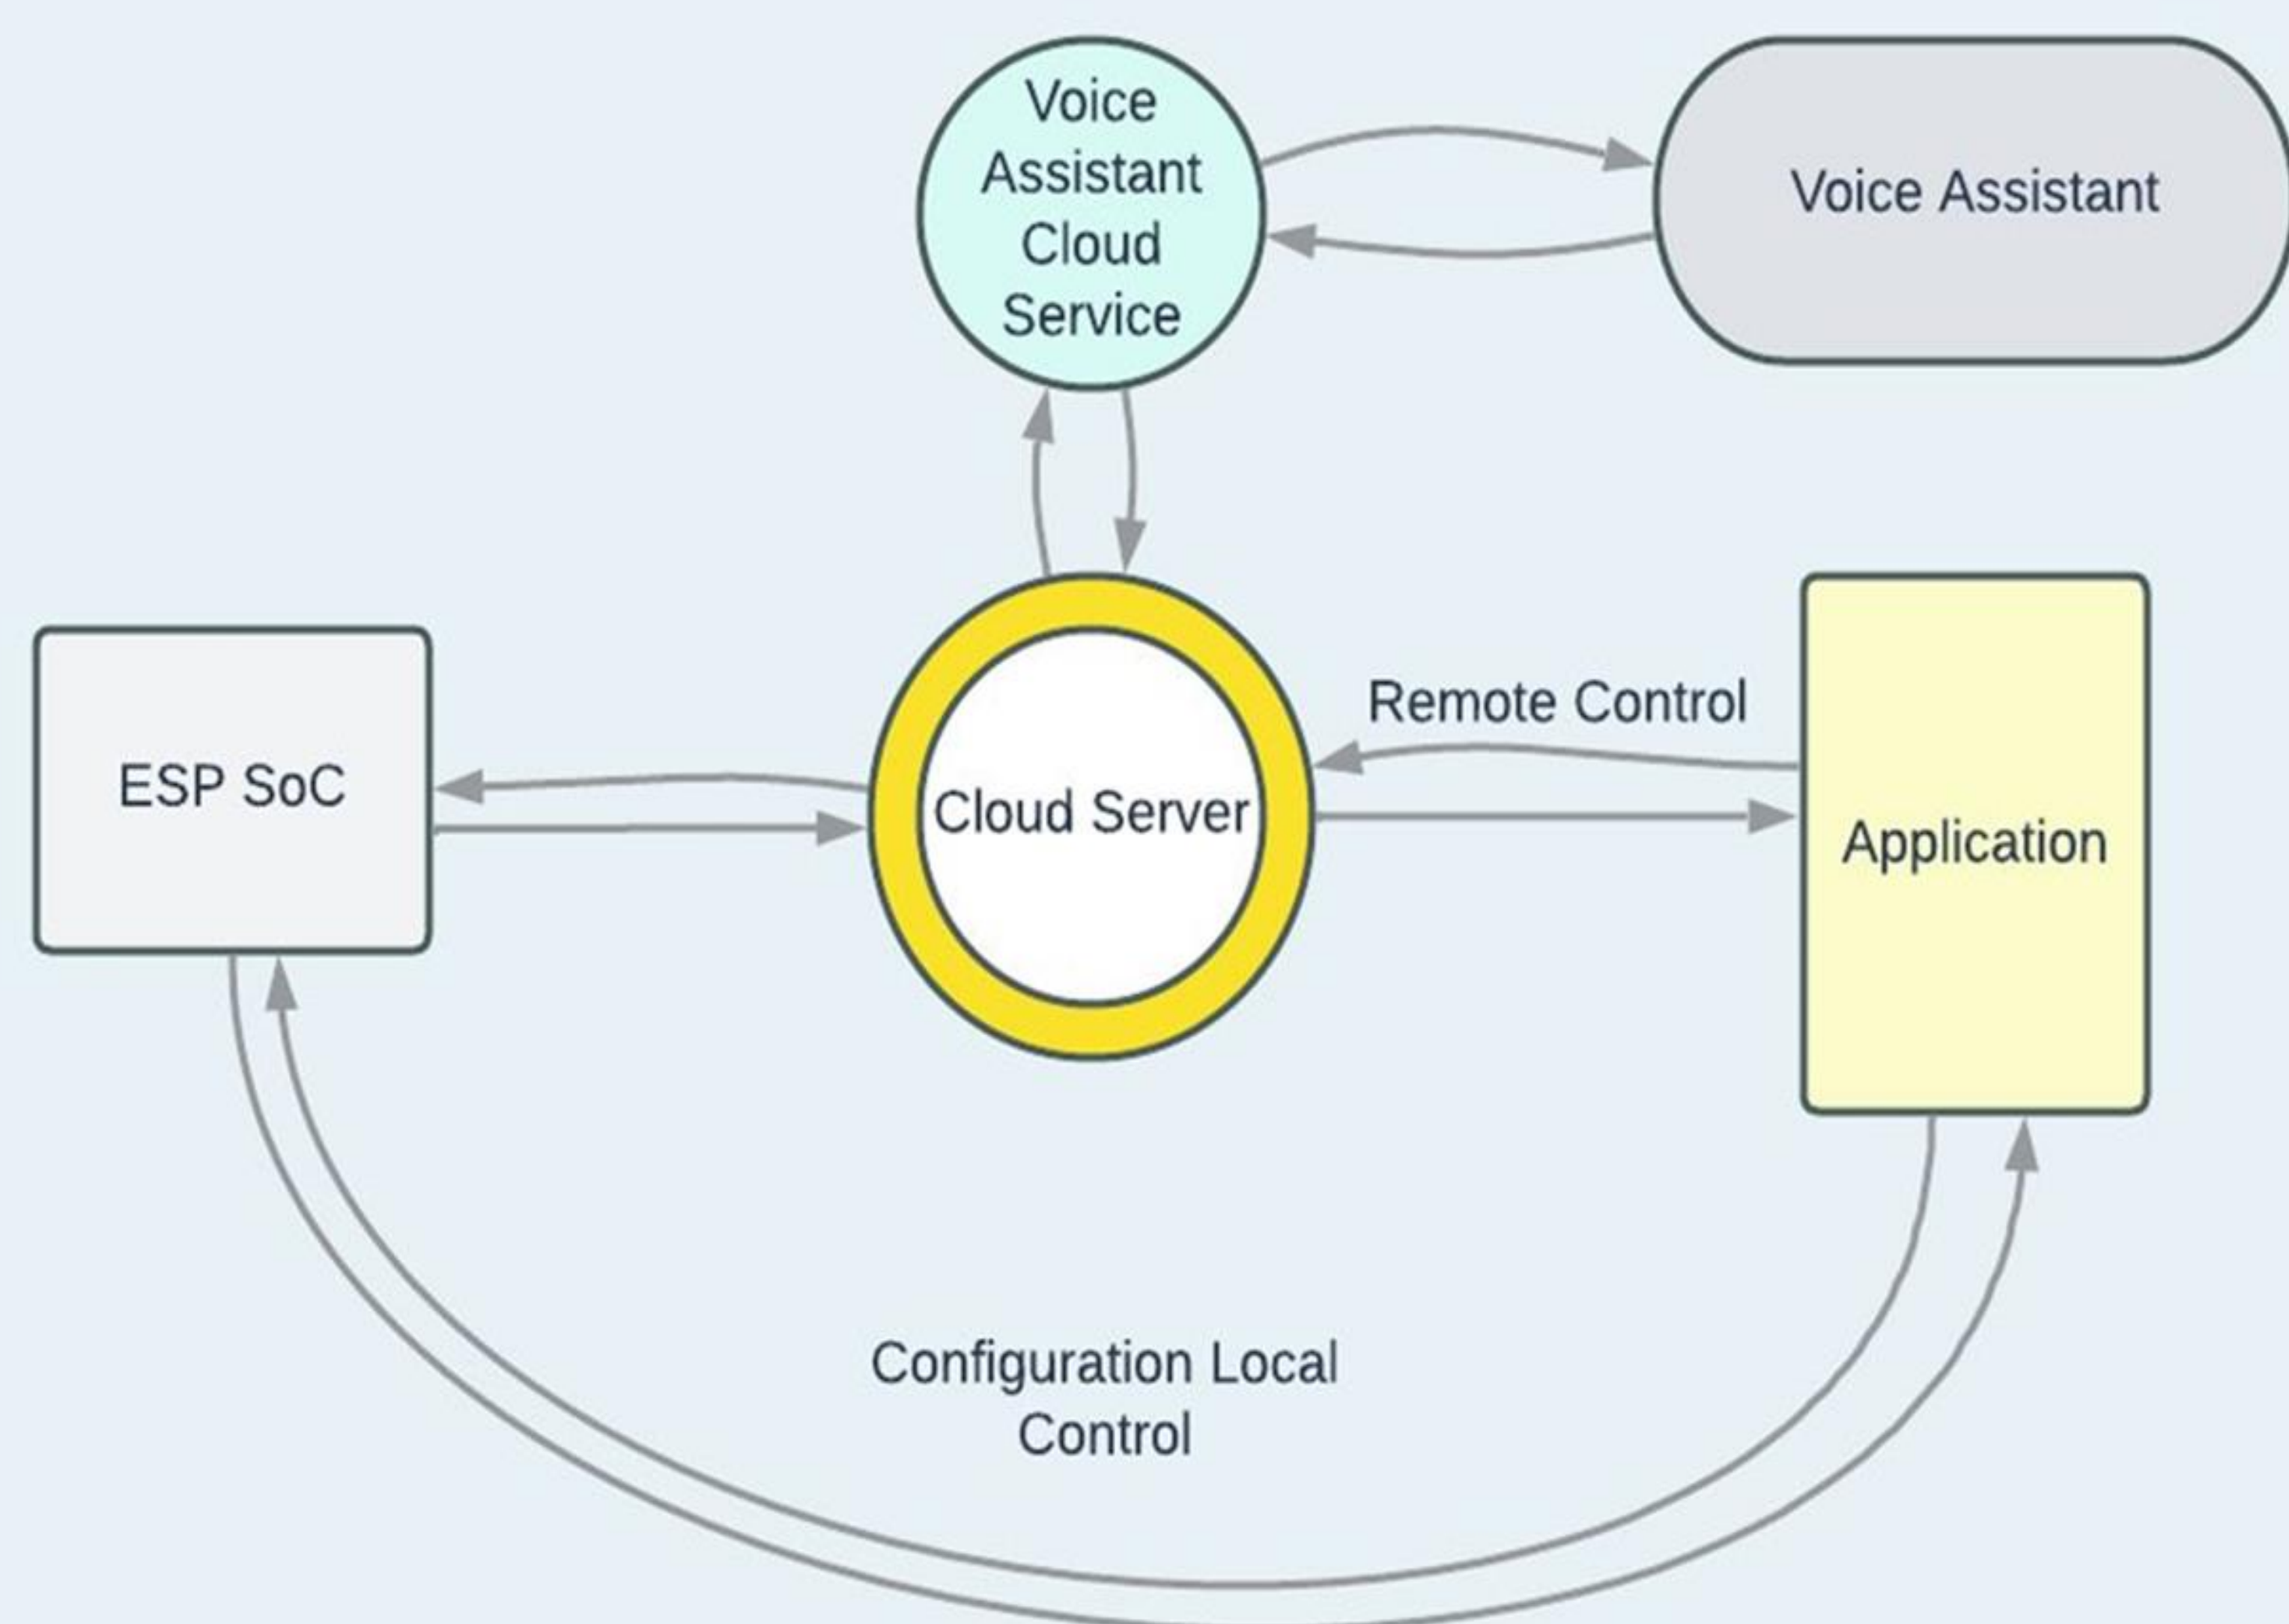 Voice
Assistant
Cloud
Service
Voice Assistant
ESP SoC
Cloud Server
Remote Control
Application
Configuration Local
Control